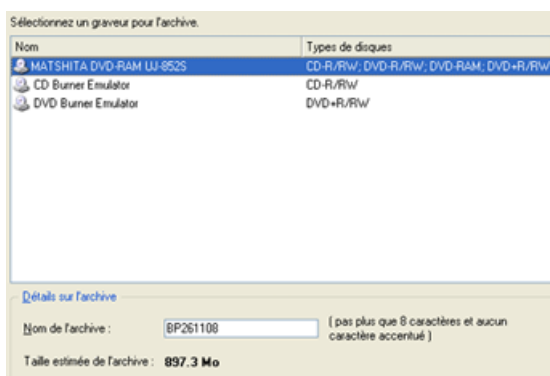 Sélectionnez un graveur pour l'archive.
Nom Types de disques
MATSHITA DVD-RAM UJ-852S CD-R/RW; DVD-R/RW; DVD-RAM; DVD+R/RW
CD Burner Emulator CD-R/RW
DVD Burner Emulator DVD+R/RW
Détails sur l'archive
Nom de l'archive : BP261108 ( pas plus que 8 caractères et aucun
caractère accentué )
Taille estimée de l'archive : 897.3 Mo